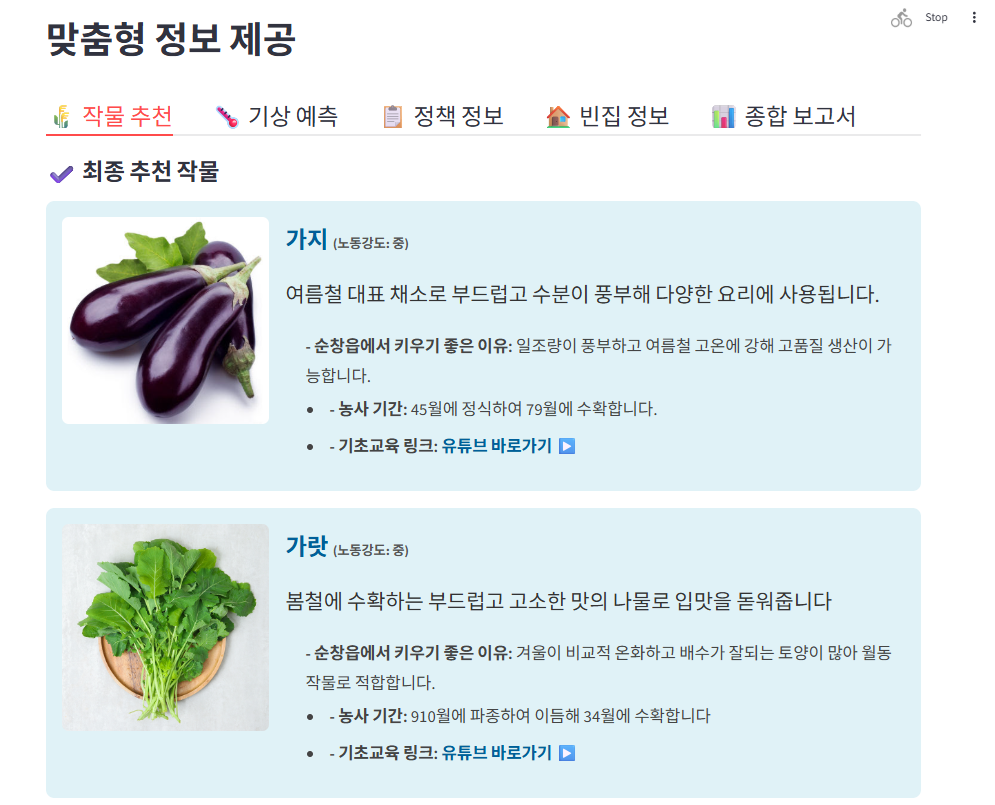 Stop
맞춤형 정보 제공
작물 추천 기상 예측 정책 정보 빈집 정보 종합 보고서
최종 추천 작물
가지 (노동강도: 중)
여름철 대표 채소로 부드럽고 수분이 풍부해 다양한 요리에 사용됩니다.
- 순창읍에서 키우기 좋은 이유: 일조량이 풍부하고 여름철 고온에 강해 고품질 생산이 가
능합니다.
• - 농사 기간: 45월에 정식하여 79월에 수확합니다.
• - 기초교육 링크: 유튜브 바로가기
가랏 (노동강도: 중)
봄철에 수확하는 부드럽고 고소한 맛의 나물로 입맛을 돋워줍니다
- 순창읍에서 키우기 좋은 이유: 겨울이 비교적 온화하고 배수가 잘되는 토양이 많아 월동
작물로 적합합니다.
• - 농사 기간: 910월에 파종하여 이듬해 34월에 수확합니다
• - 기초교육 링크: 유튜브 바로가기